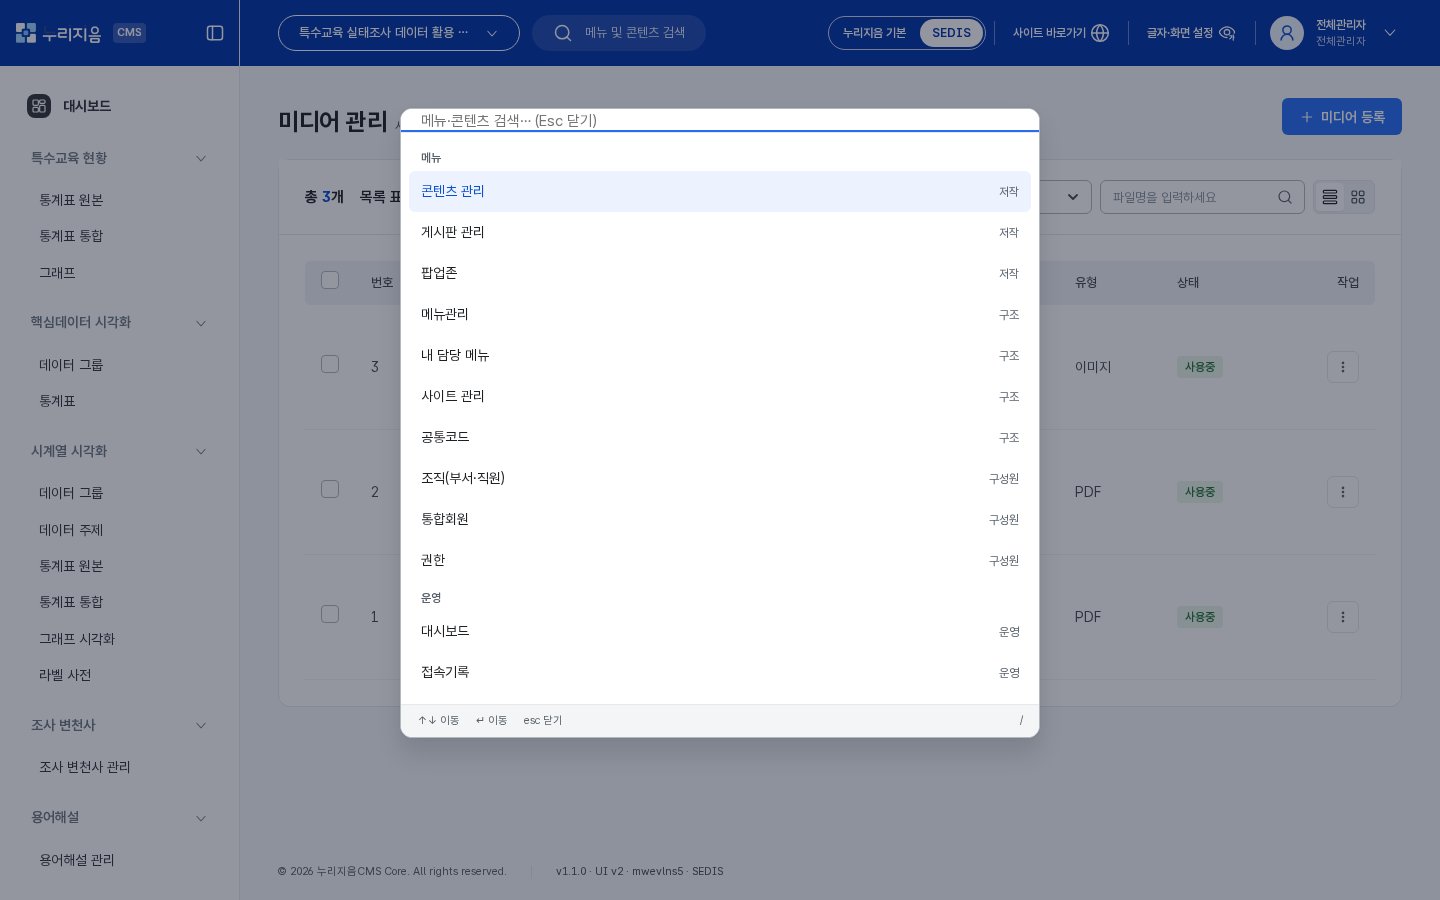 누리지음 CMS
특수교육 실태조사 데이터 활용 ···
메뉴 및 콘텐츠 검색
누리지음 기본
SEDIS
사이트 바로가기
글자·화면 설정
전체관리자
전체관리자
대시보드
특수교육 현황
통계표 원본
통계표 통합
그래프
핵심데이터 시각화
데이터 그룹
통계표
시계열 시각화
데이터 그룹
데이터 주제
통계표 원본
통계표 통합
그래프 시각화
라벨 사전
조사 변천사
조사 변천사 관리
용어해설
용어해설 관리
미디어 관리
미디어 등록
총 3개
목록 표
파일명을 입력하세요
번호
유형
상태
작업
3
이미지
사용중
2
PDF
사용중
1
PDF
사용중
메뉴·콘텐츠 검색··· (Esc 닫기)
메뉴
콘텐츠 관리 저작
게시판 관리 저작
팝업존 저작
메뉴관리 구조
내 담당 메뉴 구조
사이트 관리 구조
공통코드 구조
조직(부서·직원) 구성원
통합회원 구성원
권한 구성원
운영
대시보드 운영
접속기록 운영
↑↓ 이동 ↵ 이동 esc 닫기 /
© 2026 누리지음CMS Core. All rights reserved.
v1.1.0 · UI v2 · mwevlns5 · SEDIS